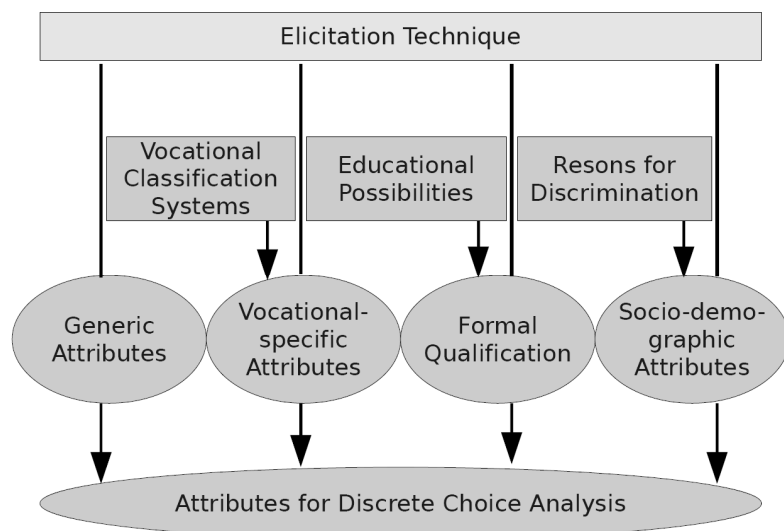 Elicitation Technique
Vocational
Classification
Systems
Educational
Possibilities
Resons for
Discrimination
Generic
Attributes
Vocational-
specific
Attributes
Formal
Qualification
Socio-demo-
graphic
Attributes
Attributes for Discrete Choice Analysis